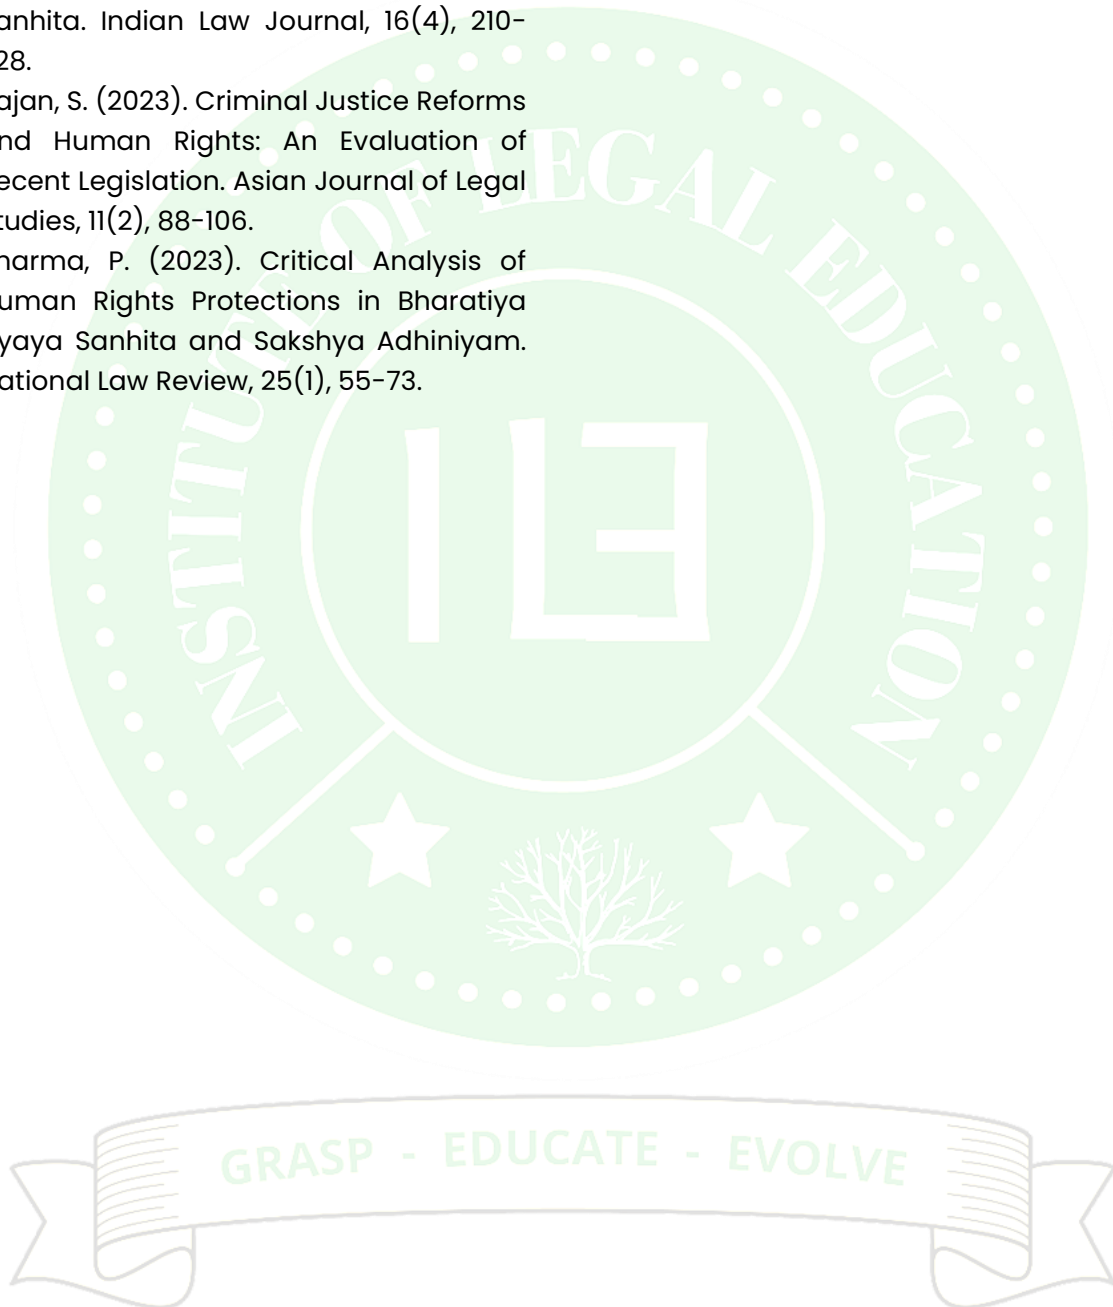 anhita. Indian Law Journal, 16(4), 210-
28.
ajan, S. (2023). Criminal Justice Reforms
nd Human Rights: An Evaluation of
ecent Legislation. Asian Journal of Legal
tudies, 11(2), 88-106.
harma, P. (2023). Critical Analysis of
uman Rights Protections in Bharatiya
yaya Sanhita and Sakshya Adhiniyam.
ational Law Review, 25(1), 55-73.
INSTITUTE OF LEGAL EDUCATION
ILE
GRASP - EDUCATE - EVOLVE